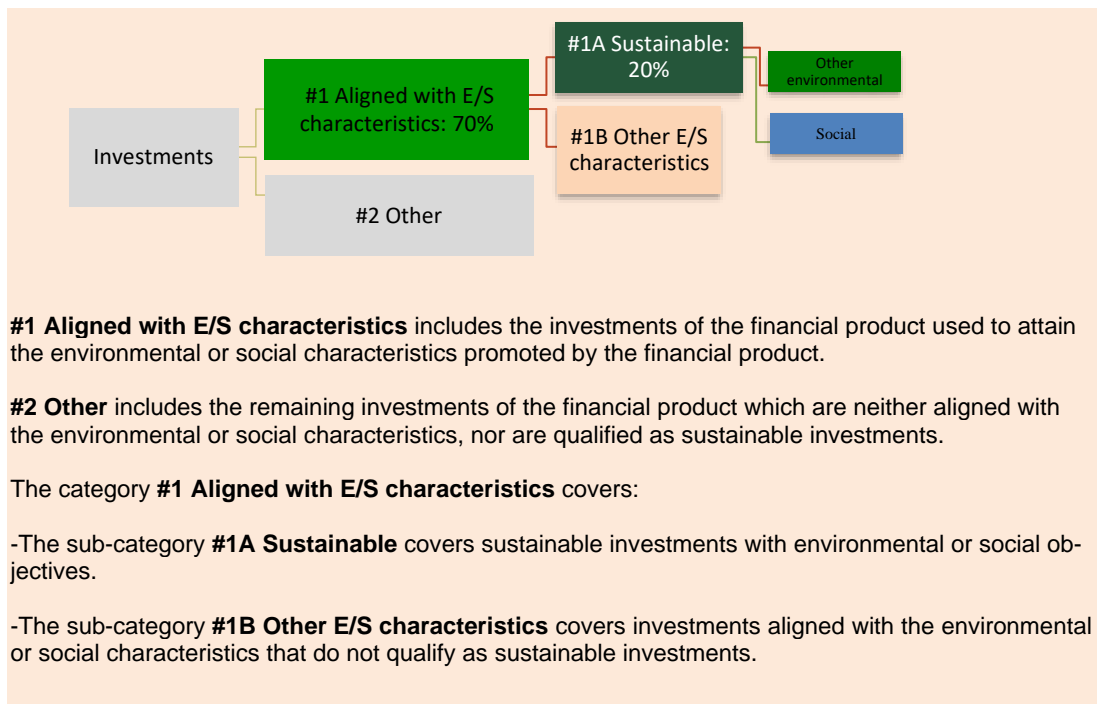 #1A Sustainable:
20%
Other
environmental
#1 Aligned with E/S
characteristics: 70%
Social
#1B Other E/S
characteristics
Investments
#2 Other
#1 Aligned with E/S characteristics includes the investments of the financial product used to attain
the environmental or social characteristics promoted by the financial product.
#2 Other includes the remaining investments of the financial product which are neither aligned with
the environmental or social characteristics, nor are qualified as sustainable investments.
The category #1 Aligned with E/S characteristics covers:
-The sub-category #1A Sustainable covers sustainable investments with environmental or social ob-
jectives.
-The sub-category #1B Other E/S characteristics covers investments aligned with the environmental
or social characteristics that do not qualify as sustainable investments.